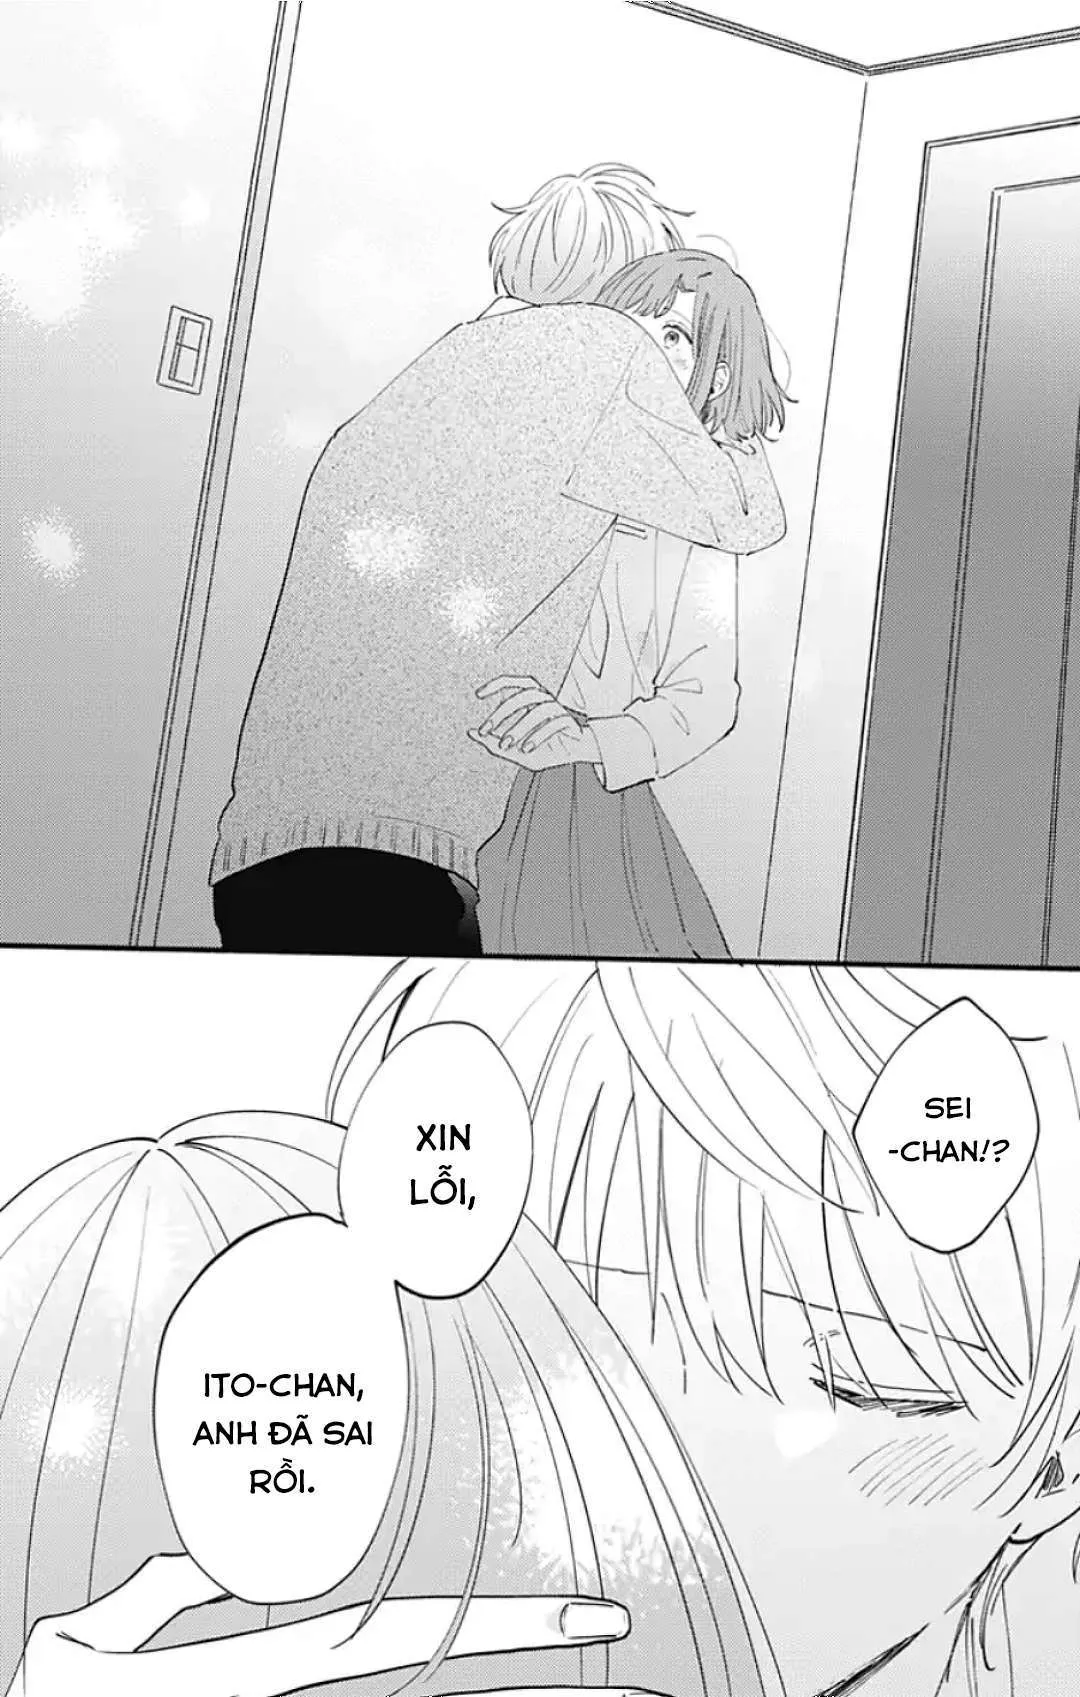 SEI
-CHAN!?
XIN
LỖI,
ITO-CHAN,
ANH ĐÃ SAI
RỒI.